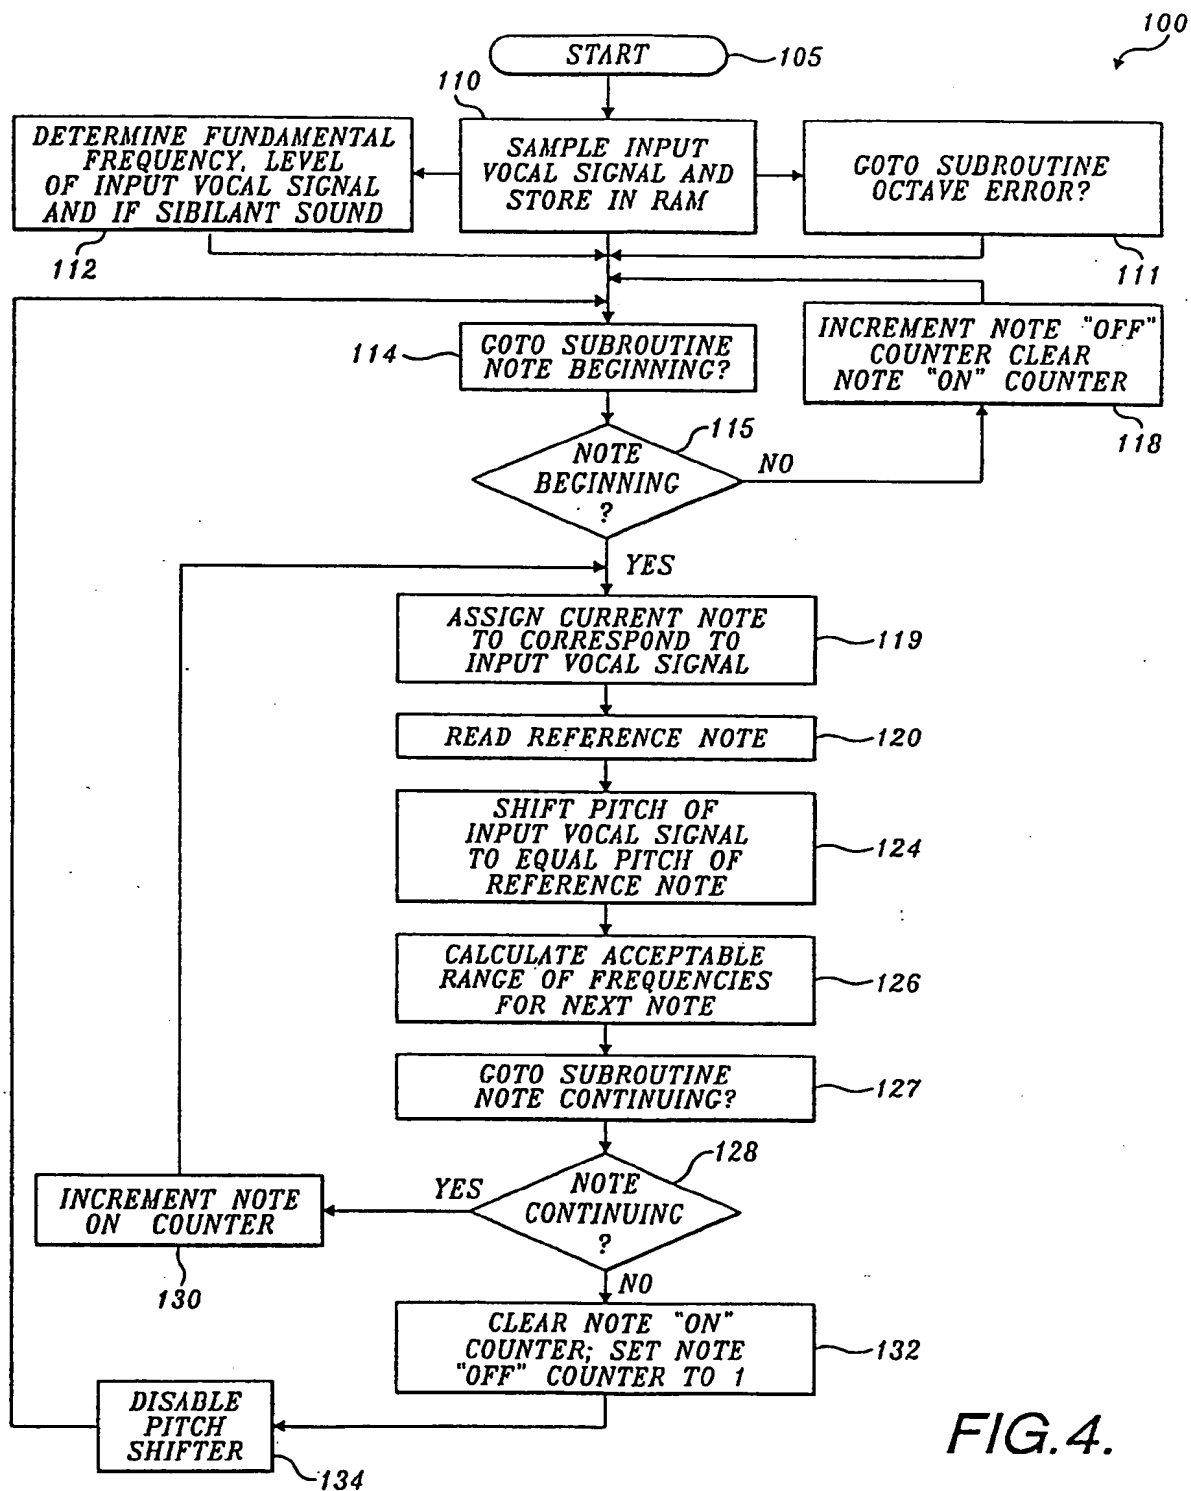 100
START
105
110
DETERMINE FUNDAMENTAL
FREQUENCY, LEVEL
OF INPUT VOCAL SIGNAL
AND IF SIBILANT SOUND
SAMPLE INPUT
VOCAL SIGNAL AND
STORE IN RAM
GOTO SUBROUTINE
OCTAVE ERROR?
112
111
114
GOTO SUBROUTINE
NOTE BEGINNING?
INCREMENT NOTE "OFF"
COUNTER CLEAR
NOTE "ON" COUNTER
118
115
NOTE
BEGINNING
?
NO
YES
ASSIGN CURRENT NOTE
TO CORRESPOND TO
INPUT VOCAL SIGNAL
119
READ REFERENCE NOTE
120
SHIFT PITCH OF
INPUT VOCAL SIGNAL
TO EQUAL PITCH OF
REFERENCE NOTE
124
CALCULATE ACCEPTABLE
RANGE OF FREQUENCIES
FOR NEXT NOTE
126
GOTO SUBROUTINE
NOTE CONTINUING?
127
128
NOTE
CONTINUING
?
YES
INCREMENT NOTE
ON COUNTER
130
NO
CLEAR NOTE "ON"
COUNTER; SET NOTE
"OFF" COUNTER TO 1
132
DISABLE
PITCH
SHIFTER
134
FIG.4.